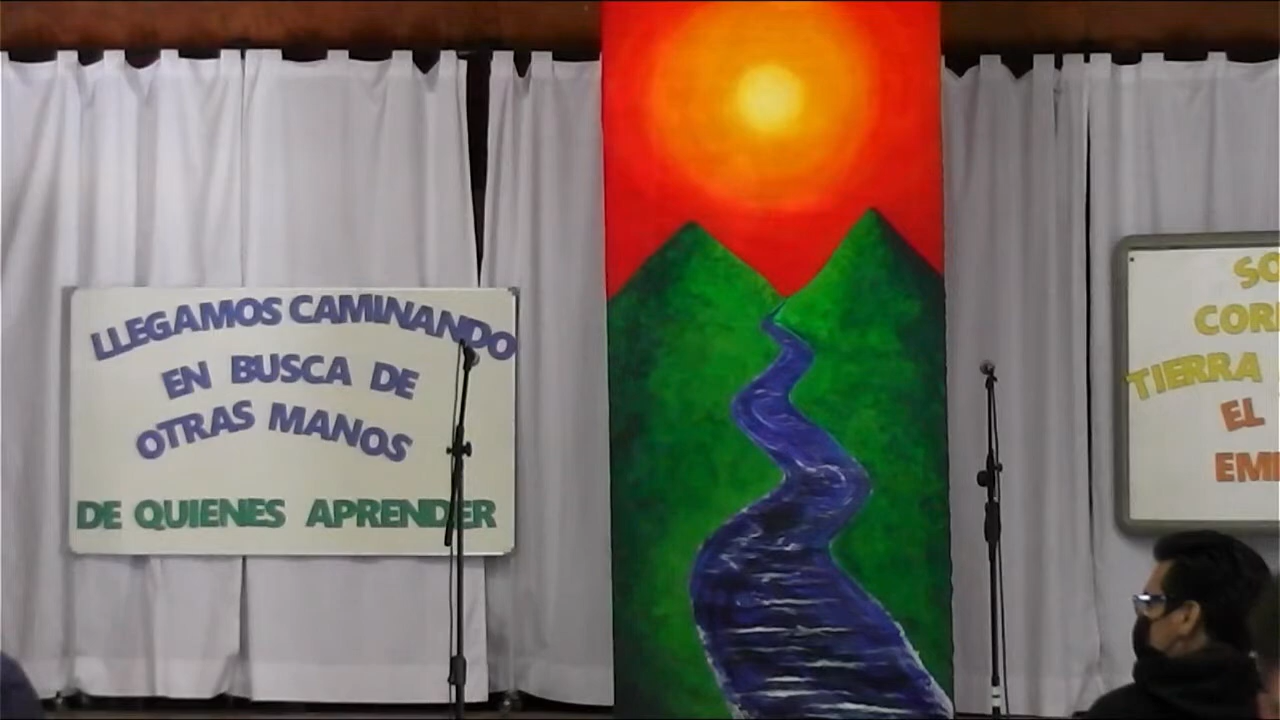 LLEGAMOS CAMINANDO
EN BUSCA DE
OTRAS MANOS
DE QUIENES APRENDER
TIERRA
EL